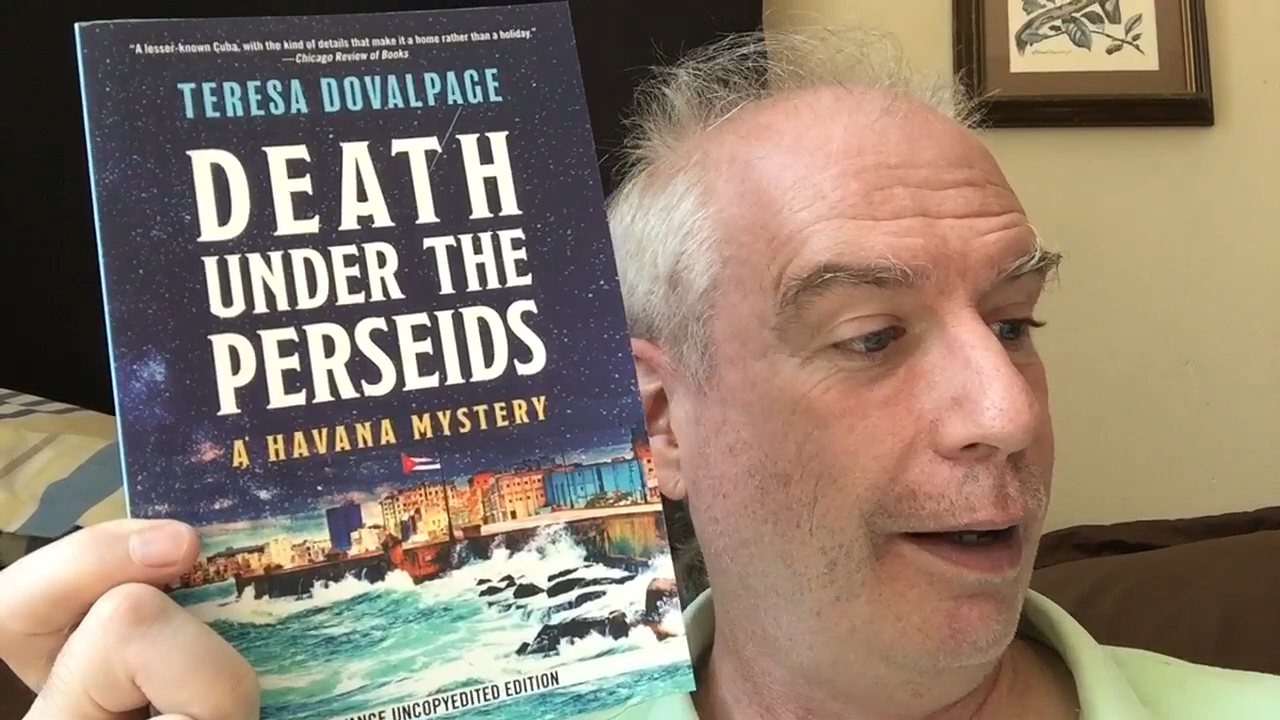 "A lesser-known Cuba, with the kind of details that make it a home rather than a holiday."
—Chicago Review of Books
TERESA DOVALPAGE
DEATH
UNDER THE
PERSEIDS
A HAVANA MYSTERY
UNCOPYEDITED EDITION